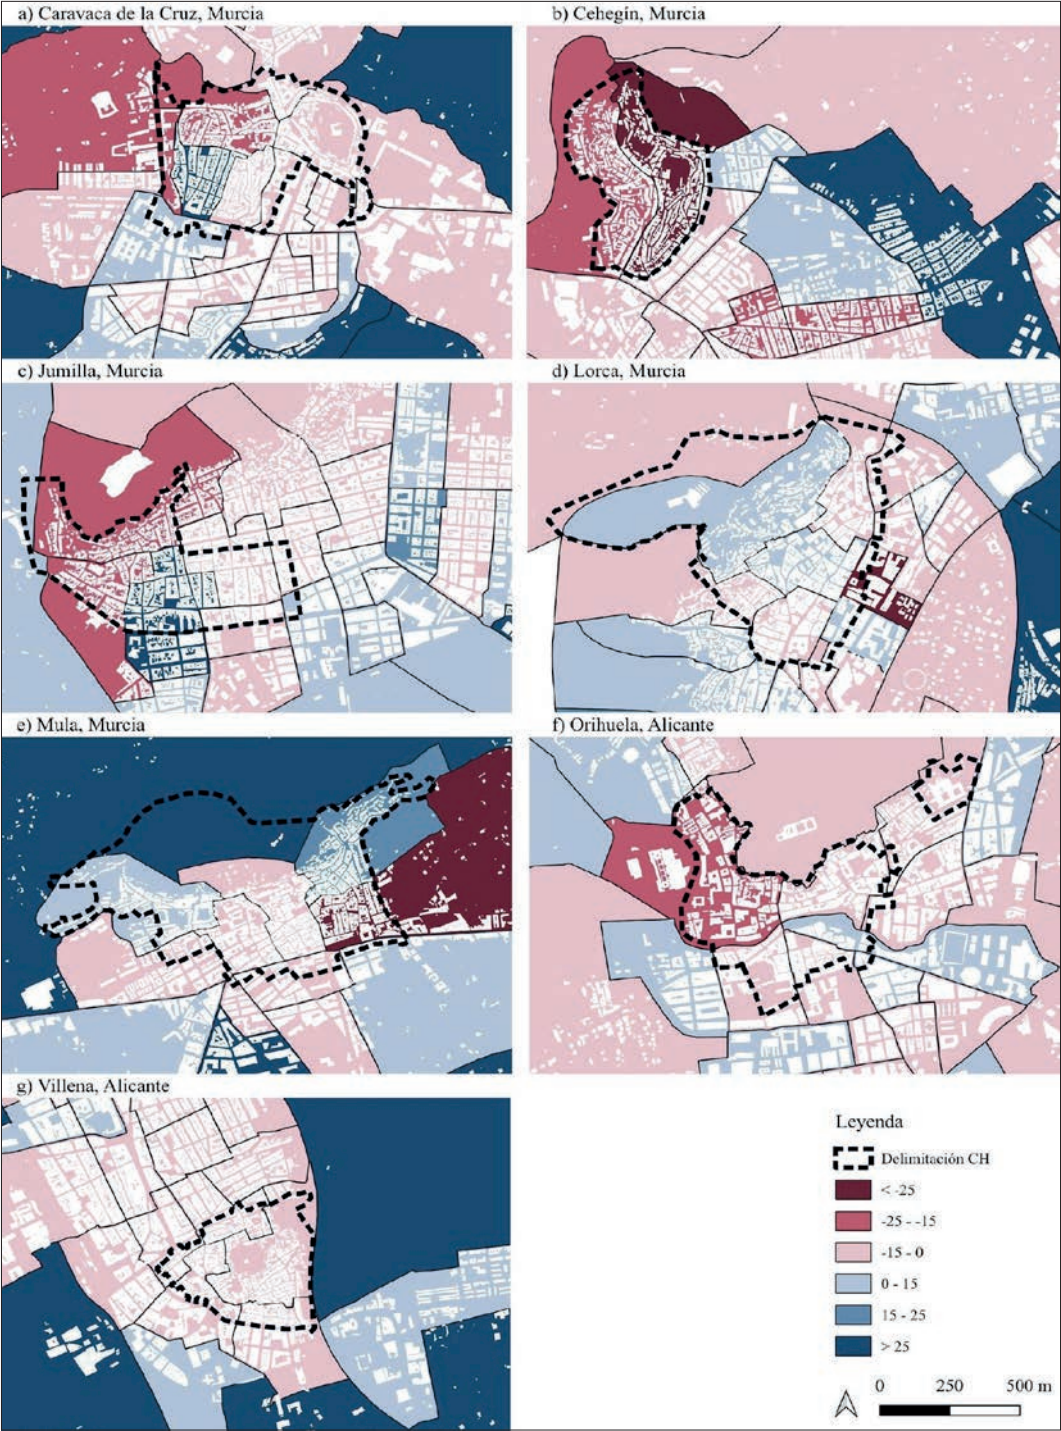 a) Caravaca de la Cruz, Murcia
b) Cehegín, Murcia
c) Jumilla, Murcia
d) Lorca, Murcia
e) Mula, Murcia
f) Orihuela, Alicante
g) Villena, Alicante
Leyenda
Delimitación CH
< -25
-25 - -15
-15 - 0
0 - 15
15 - 25
> 25
0 250 500 m